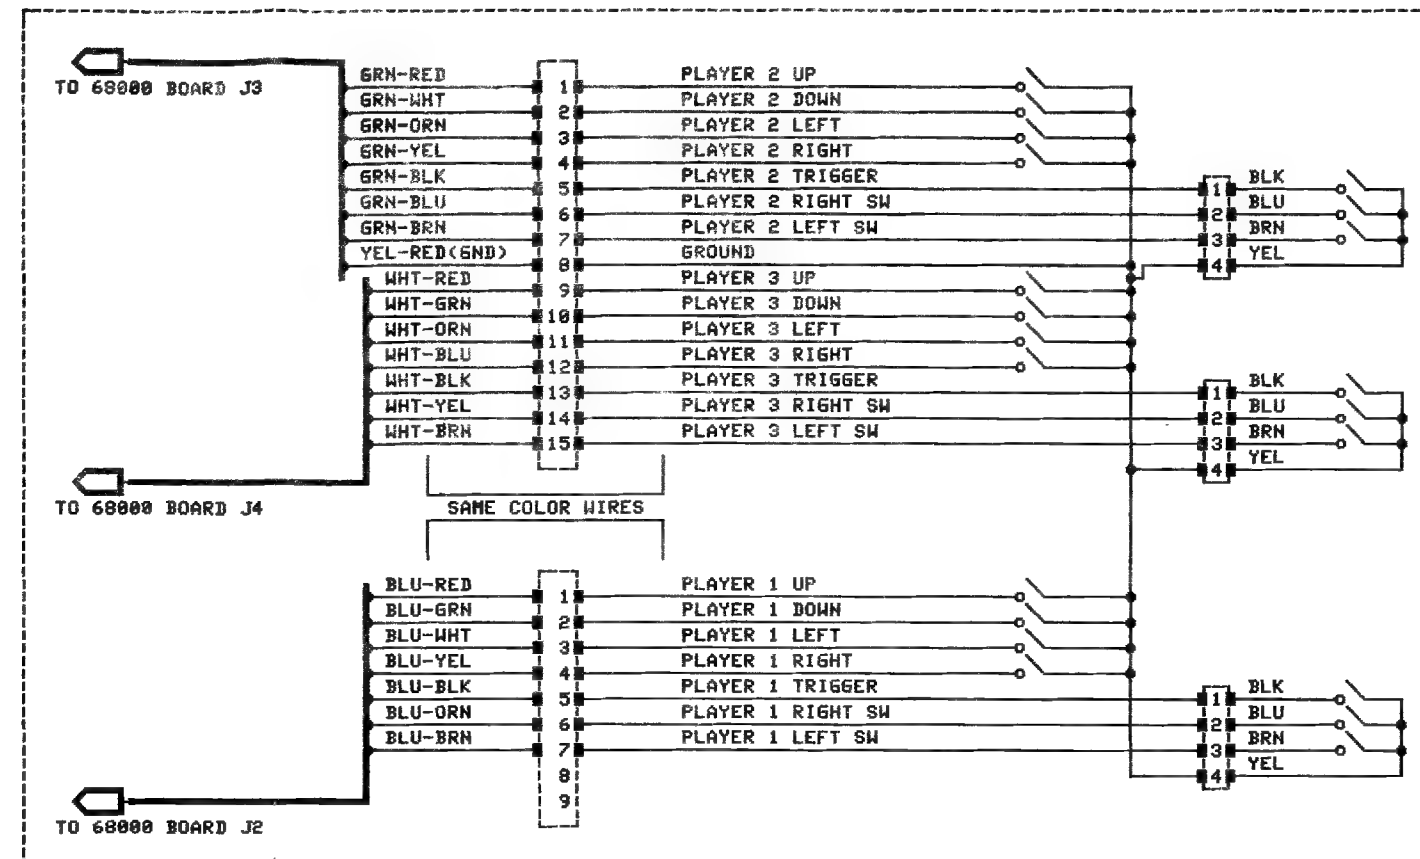 TO 68000 BOARD J3
GRN-RED 1 PLAYER 2 UP
GRN-WHT 2 PLAYER 2 DOWN
GRN-ORN 3 PLAYER 2 LEFT
GRN-YEL 4 PLAYER 2 RIGHT
GRN-BLK 5 PLAYER 2 TRIGGER 1 BLK
GRN-BLU 6 PLAYER 2 RIGHT SW 2 BLU
GRN-BRN 7 PLAYER 2 LEFT SW 3 BRN
YEL-RED(GND) 8 GROUND 4 YEL
WHT-RED 9 PLAYER 3 UP
WHT-GRN 10 PLAYER 3 DOWN
WHT-ORN 11 PLAYER 3 LEFT
WHT-BLU 12 PLAYER 3 RIGHT
WHT-BLK 13 PLAYER 3 TRIGGER 1 BLK
WHT-YEL 14 PLAYER 3 RIGHT SW 2 BLU
WHT-BRN 15 PLAYER 3 LEFT SW 3 BRN
4 YEL
TO 68000 BOARD J4
SAME COLOR WIRES
BLU-RED 1 PLAYER 1 UP
BLU-GRN 2 PLAYER 1 DOWN
BLU-WHT 3 PLAYER 1 LEFT
BLU-YEL 4 PLAYER 1 RIGHT
BLU-BLK 5 PLAYER 1 TRIGGER 1 BLK
BLU-ORN 6 PLAYER 1 RIGHT SW 2 BLU
BLU-BRN 7 PLAYER 1 LEFT SW 3 BRN
8 4 YEL
9
TO 68000 BOARD J2